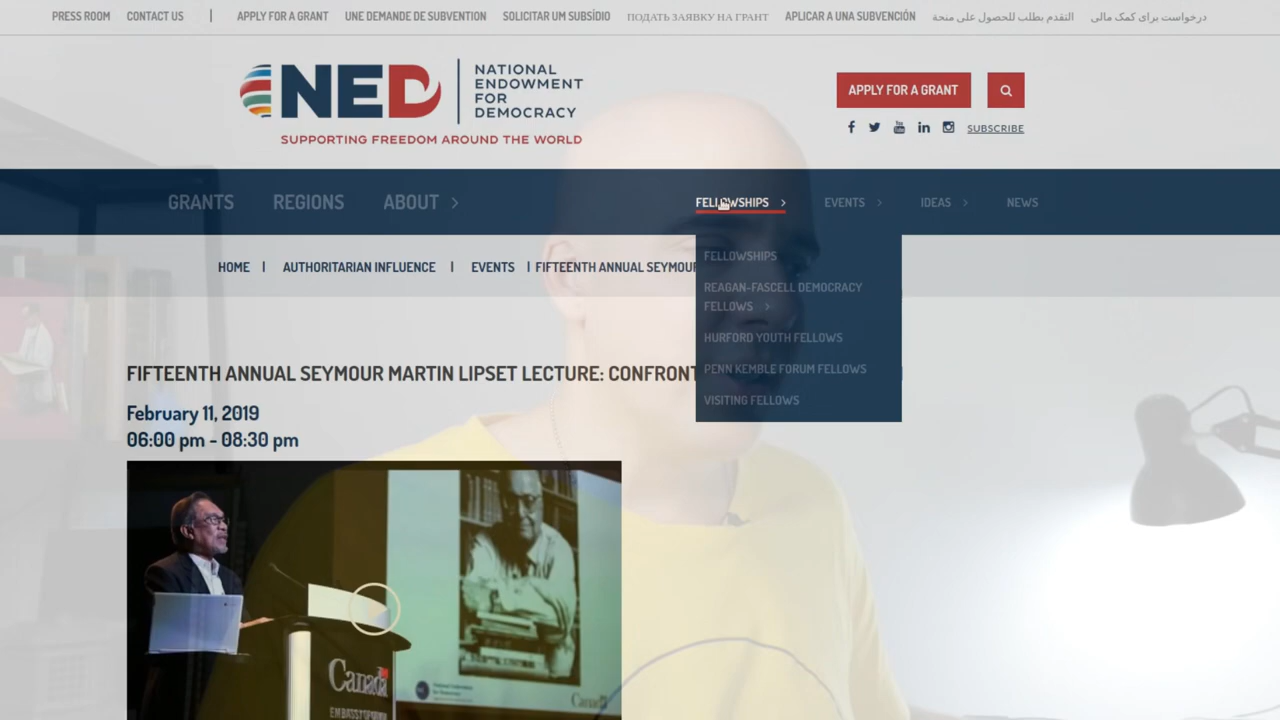 PRESS ROOM CONTACT US | APPLY FOR A GRANT UNE DEMANDE DE SUBVENTION SOLICITAR UM SUBSÍDIO ПОДАТЬ ЗАЯВКУ НА ГРАНТ APLICAR A UNA SUBVENCIÓN التقدم بطلب للحصول على منحة درخواست برای کمک مالی
NED
NATIONAL
ENDOWMENT
FOR
DEMOCRACY
SUPPORTING FREEDOM AROUND THE WORLD
APPLY FOR A GRANT
SUBSCRIBE
GRANTS REGIONS ABOUT FELLOWSHIPS EVENTS IDEAS NEWS
FELLOWSHIPS
REAGAN-FASCELL DEMOCRACY
FELLOWS
HURFORD YOUTH FELLOWS
PENN KEMBLE FORUM FELLOWS
VISITING FELLOWS
HOME | AUTHORITARIAN INFLUENCE | EVENTS | FIFTEENTH ANNUAL SEYMOUR
FIFTEENTH ANNUAL SEYMOUR MARTIN LIPSET LECTURE: CONFRONT
February 11, 2019
06:00 pm - 08:30 pm
Canada
Canada